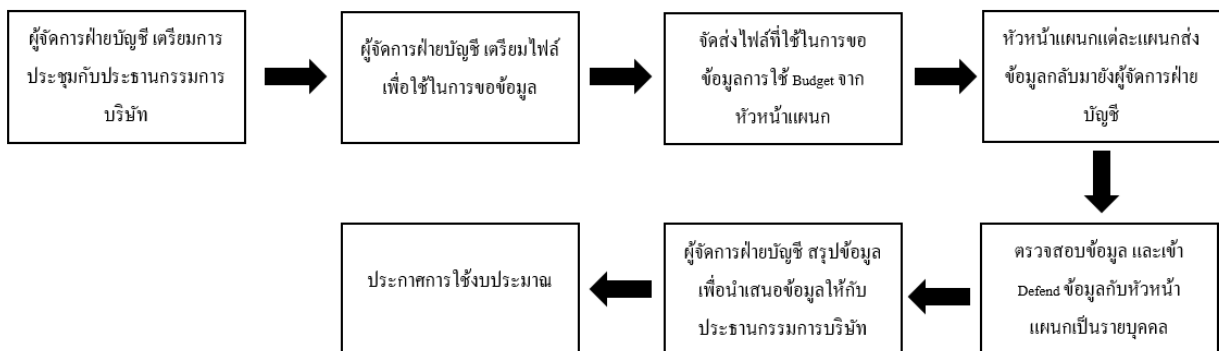 ผู้จัดการฝ่ายบัญชี เตรียมการ
ประชุมกับประธานกรรมการ
บริษัท
ผู้จัดการฝ่ายบัญชี เตรียมไฟล์
เพื่อใช้ในการขอข้อมูล
จัดส่งไฟล์ที่ใช้ในการขอ
ข้อมูลการใช้ Budget จาก
หัวหน้าแผนก
หัวหน้าแผนกแต่ละแผนกส่ง
ข้อมูลกลับมายังผู้จัดการฝ่าย
บัญชี
ตรวจสอบข้อมูล และเข้า
Defend ข้อมูลกับหัวหน้า
แผนกเป็นรายบุคคล
ผู้จัดการฝ่ายบัญชี สรุปข้อมูล
เพื่อนำเสนอข้อมูลให้กับ
ประธานกรรมการบริษัท
ประกาศการใช้งบประมาณ